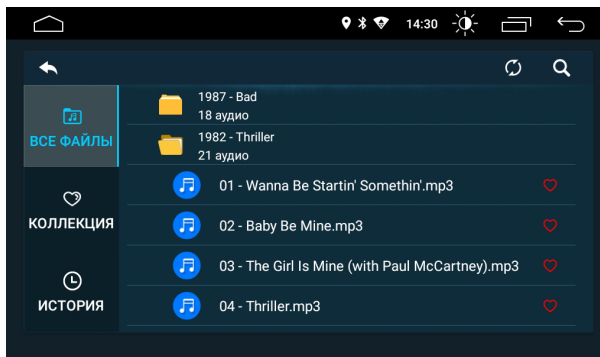 14:30
ВСЕ ФАЙЛЫ
КОЛЛЕКЦИЯ
ИСТОРИЯ
1987 - Bad
18 аудио
1982 - Thriller
21 аудио
01 - Wanna Be Startin' Somethin'.mp3
02 - Baby Be Mine.mp3
03 - The Girl Is Mine (with Paul McCartney).mp3
04 - Thriller.mp3